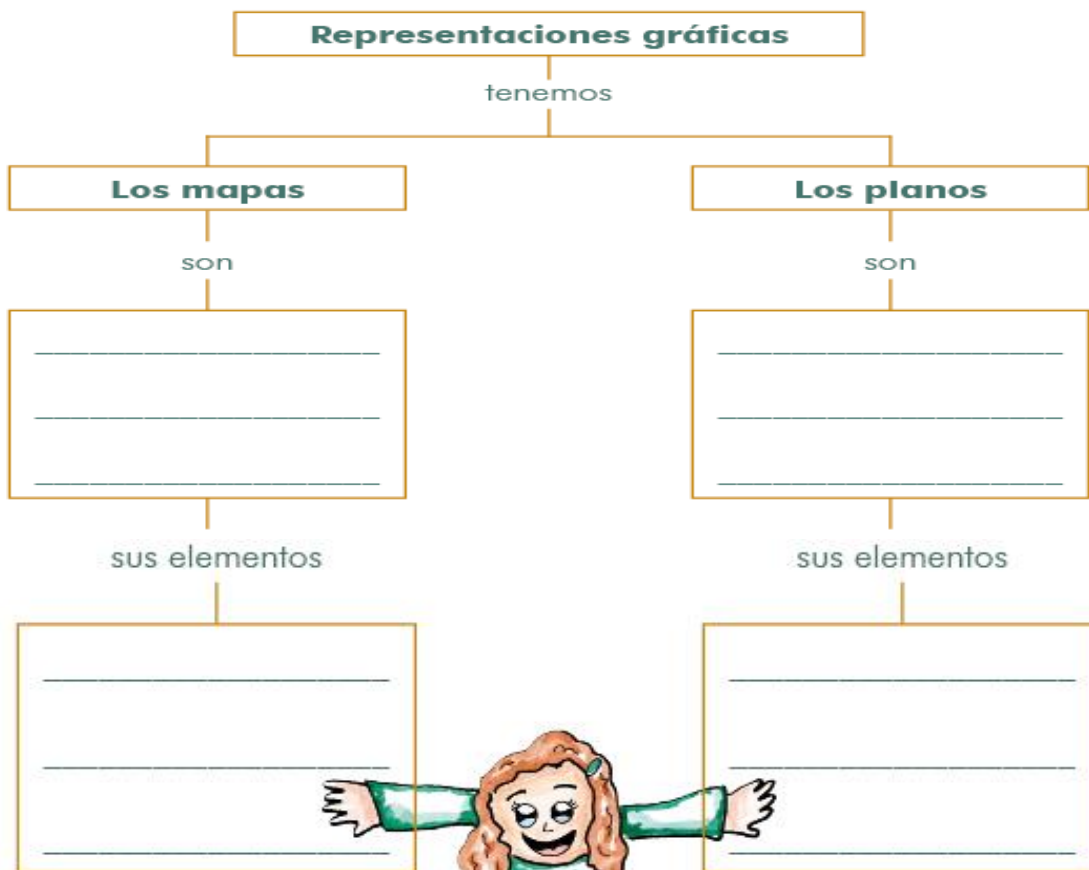 Representaciones gráficas
tenemos
Los mapas
Los planos
son
son
sus elementos
sus elementos